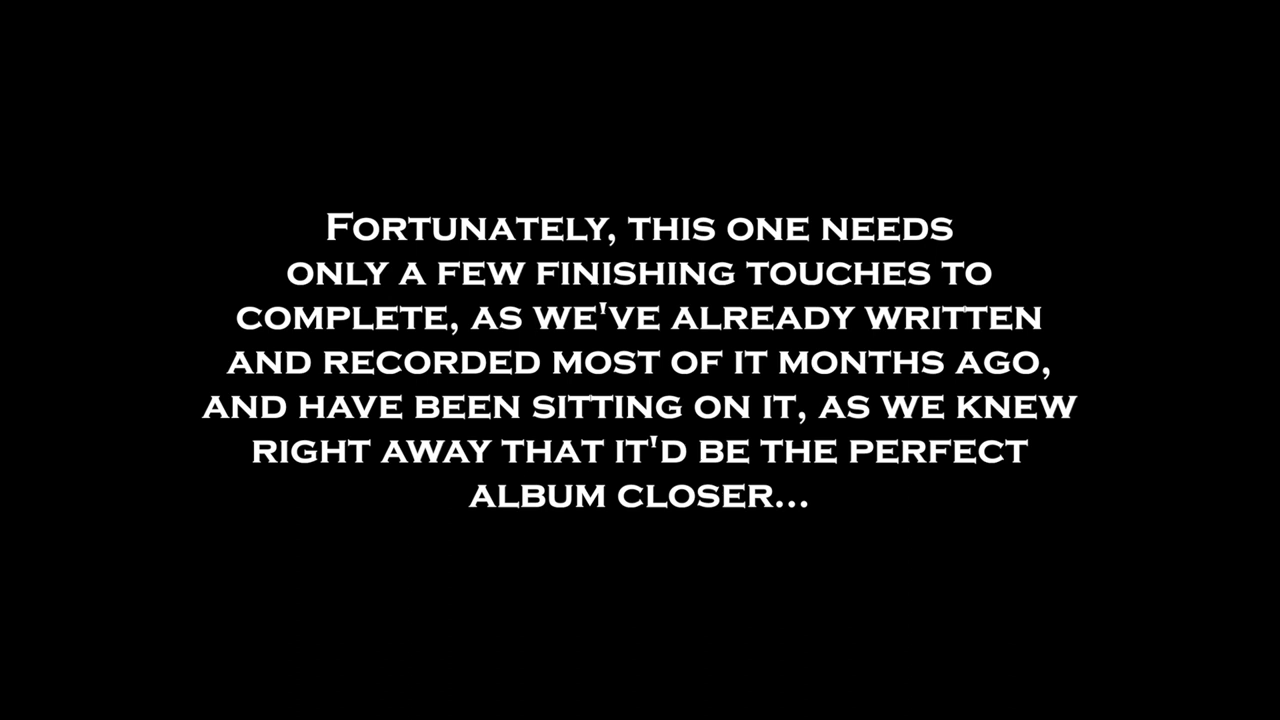 Fortunately, this one needs
only a few finishing touches to
complete, as we've already written
and recorded most of it months ago,
and have been sitting on it, as we knew
right away that it'd be the perfect
album closer...